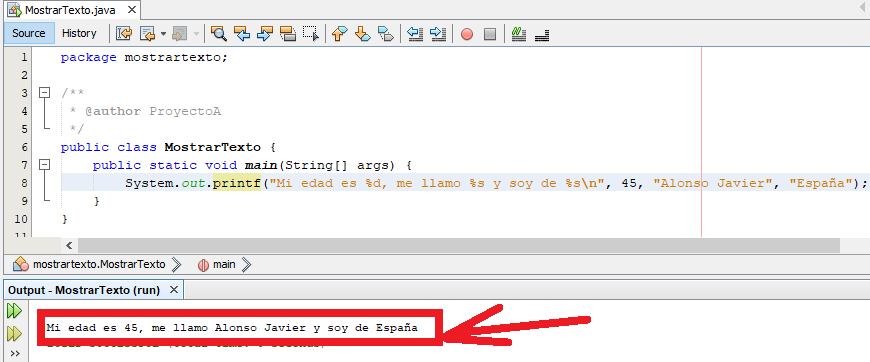 MostrarTexto.java
Source History
1 package mostrartexto;
2
3 /**
4 * @author ProyectoA
5 */
6 public class MostrarTexto {
7 public static void main(String[] args) {
8 System.out.printf("Mi edad es %d, me llamo %s y soy de %s\n", 45, "Alonso Javier", "España");
9 }
10 }
11
mostrartexto.MostrarTexto main
Output - MostrarTexto (run)
Mi edad es 45, me llamo Alonso Javier y soy de España